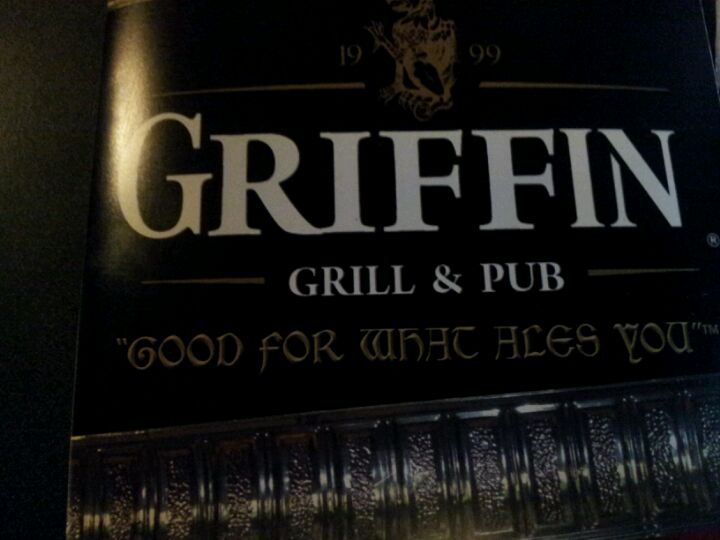 19 99
GRIFFIN
®
GRILL & PUB
"GOOD FOR WHAT ALES YOU"™